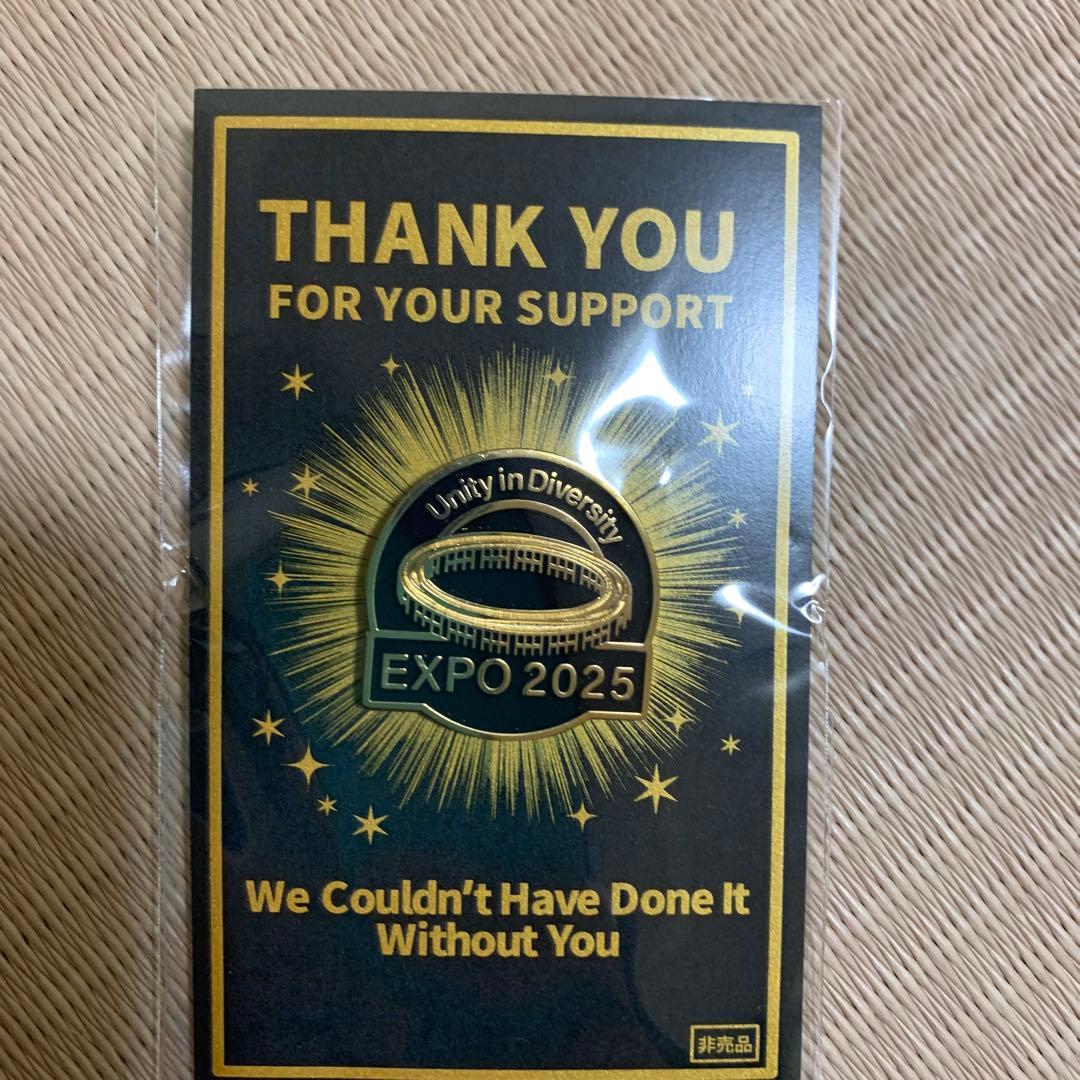 THANK YOU
FOR YOUR SUPPORT
Unity in Diversity
EXPO 2025
We Couldn't Have Done It
Without You
非売品